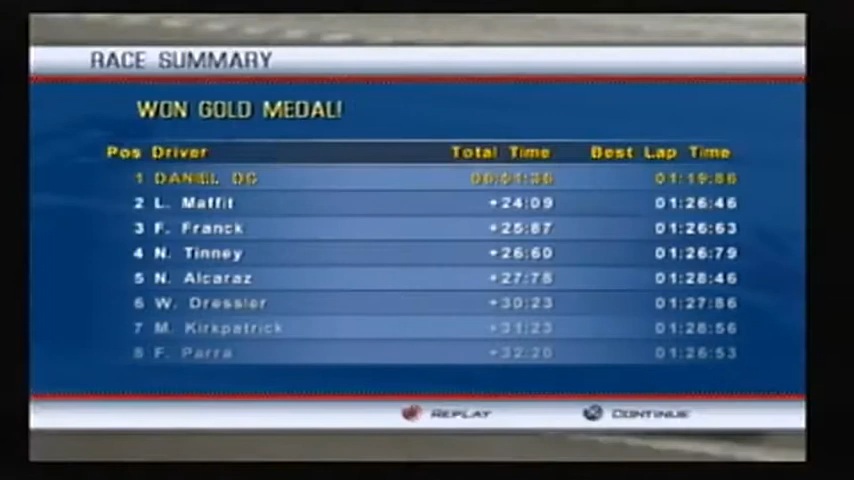 RACE SUMMARY
WON GOLD MEDAL!
Pos Driver Total Time Best Lap Time
1 DANIEL DG 06:01:36 01:19:86
2 L. Maffit +24:09 01:26:46
3 F. Franck +25:87 01:26:63
4 N. Tinney +26:60 01:26:79
5 N. Alcaraz +27:78 01:28:46
6 W. Dressler +30:23 01:27:86
7 M. Kirkpatrick +31:23 01:28:56
8 F. Parra +32:20 01:26:53
REPLAY CONTINUE